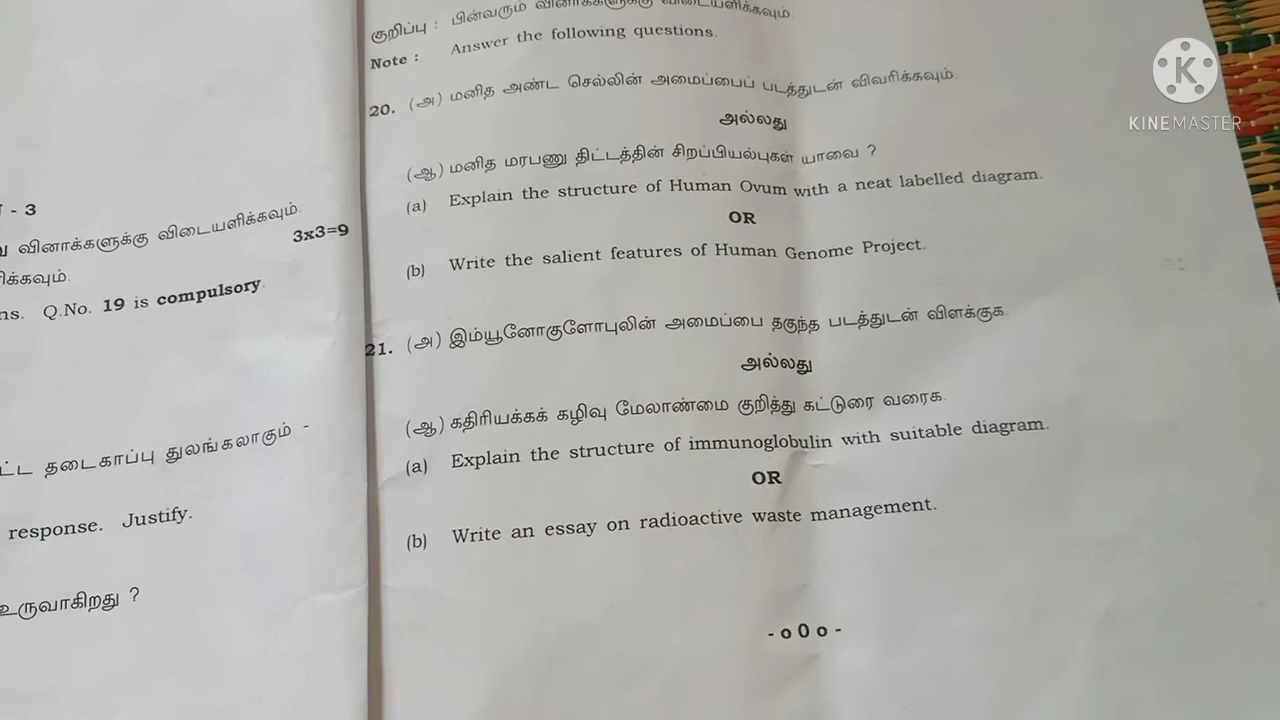 - 3
வினாக்களுக்கு விடையளிக்கவும்.
3x3=9
க்கவும்.
ns. Q.No. 19 is compulsory.
ட்ட தடைகாப்பு துலங்கலாகும் -
response. Justify.
உருவாகிறது ?
குறிப்பு : பின்வரும் வினாக்களுக்கு விடையளிக்கவும்.
Note : Answer the following questions.
20. (அ) மனித அண்ட செல்லின் அமைப்பைப் படத்துடன் விவரிக்கவும்.
அல்லது
(ஆ) மனித மரபணு திட்டத்தின் சிறப்பியல்புகள் யாவை ?
(a) Explain the structure of Human Ovum with a neat labelled diagram.
OR
(b) Write the salient features of Human Genome Project.
21. (அ) இம்யூனோகுளோபுலின் அமைப்பை தகுந்த படத்துடன் விளக்குக.
அல்லது
(ஆ) கதிரியக்கக் கழிவு மேலாண்மை குறித்து கட்டுரை வரைக.
(a) Explain the structure of immunoglobulin with suitable diagram.
OR
(b) Write an essay on radioactive waste management.
- o 0 o -
K
KINEMASTER